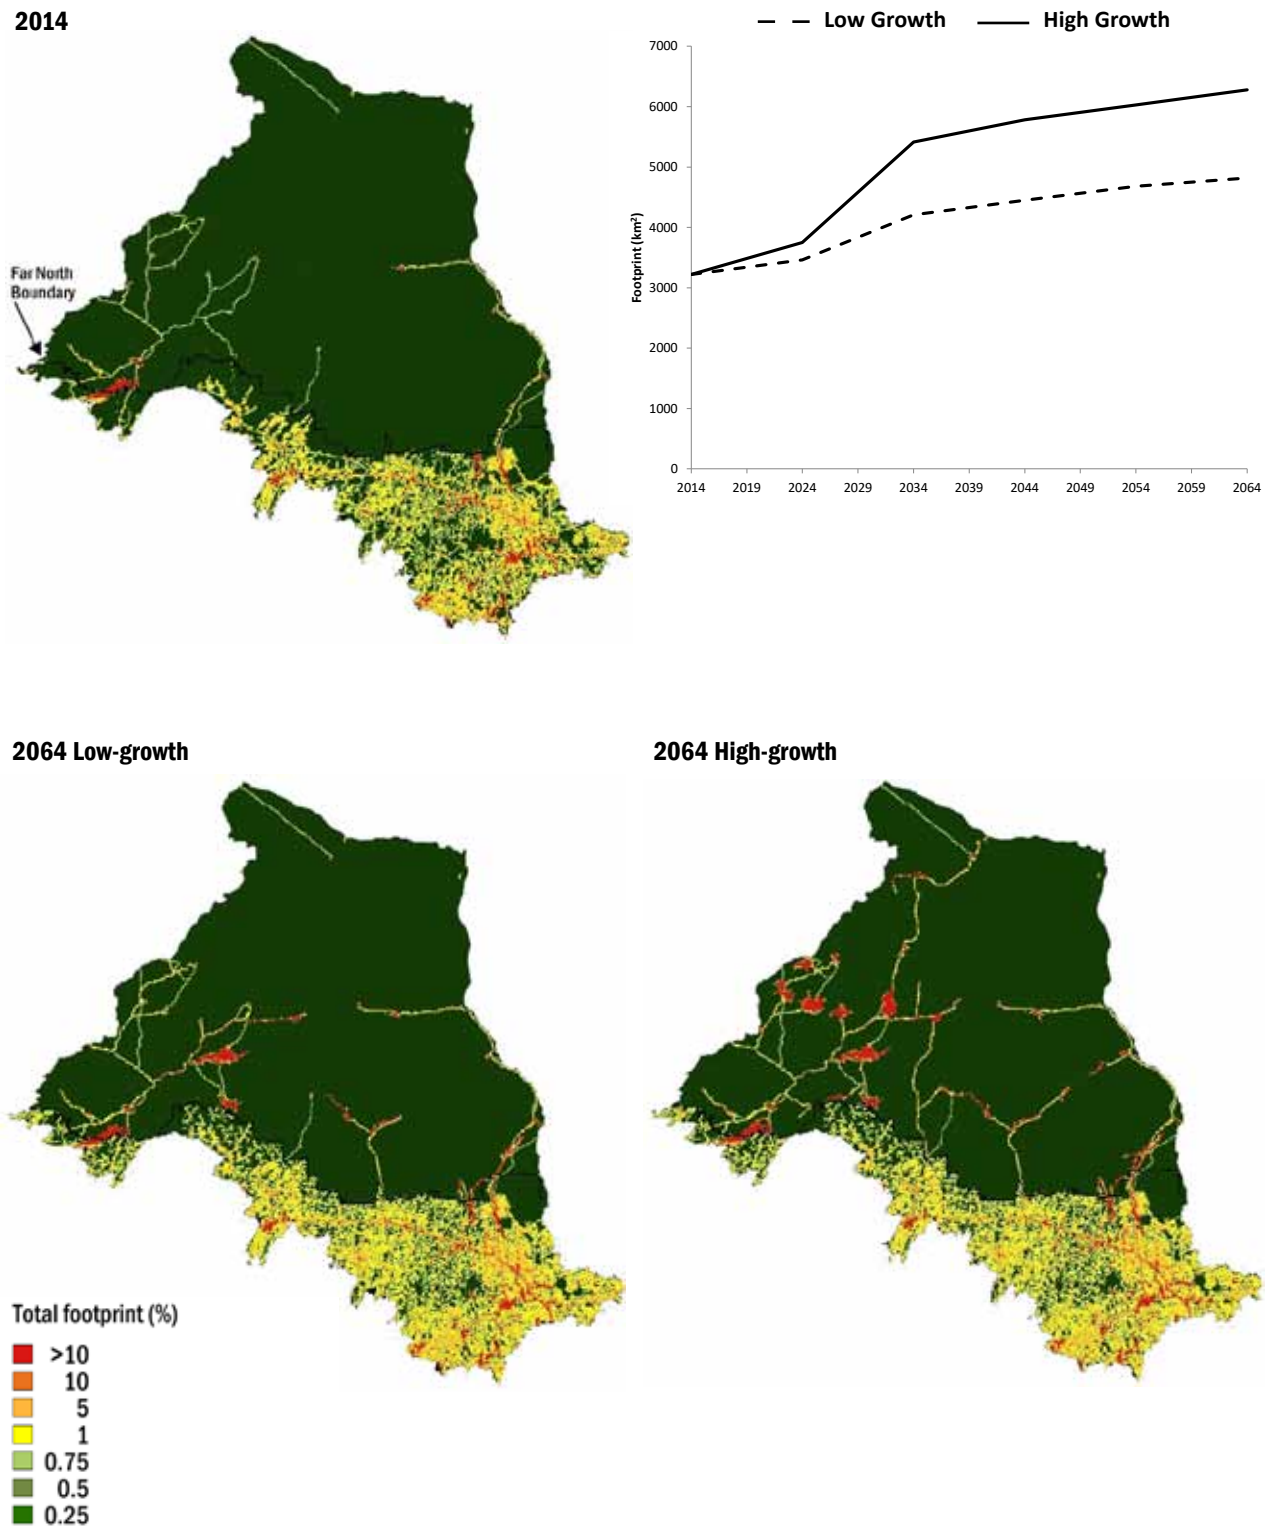 2014
Low Growth
High Growth
7000
6000
5000
4000
3000
2000
1000
0
Footprint (km²)
2014 2019 2024 2029 2034 2039 2044 2049 2054 2059 2064
Far North
Boundary
2064 Low-growth
2064 High-growth
Total footprint (%)
>10
10
5
1
0.75
0.5
0.25